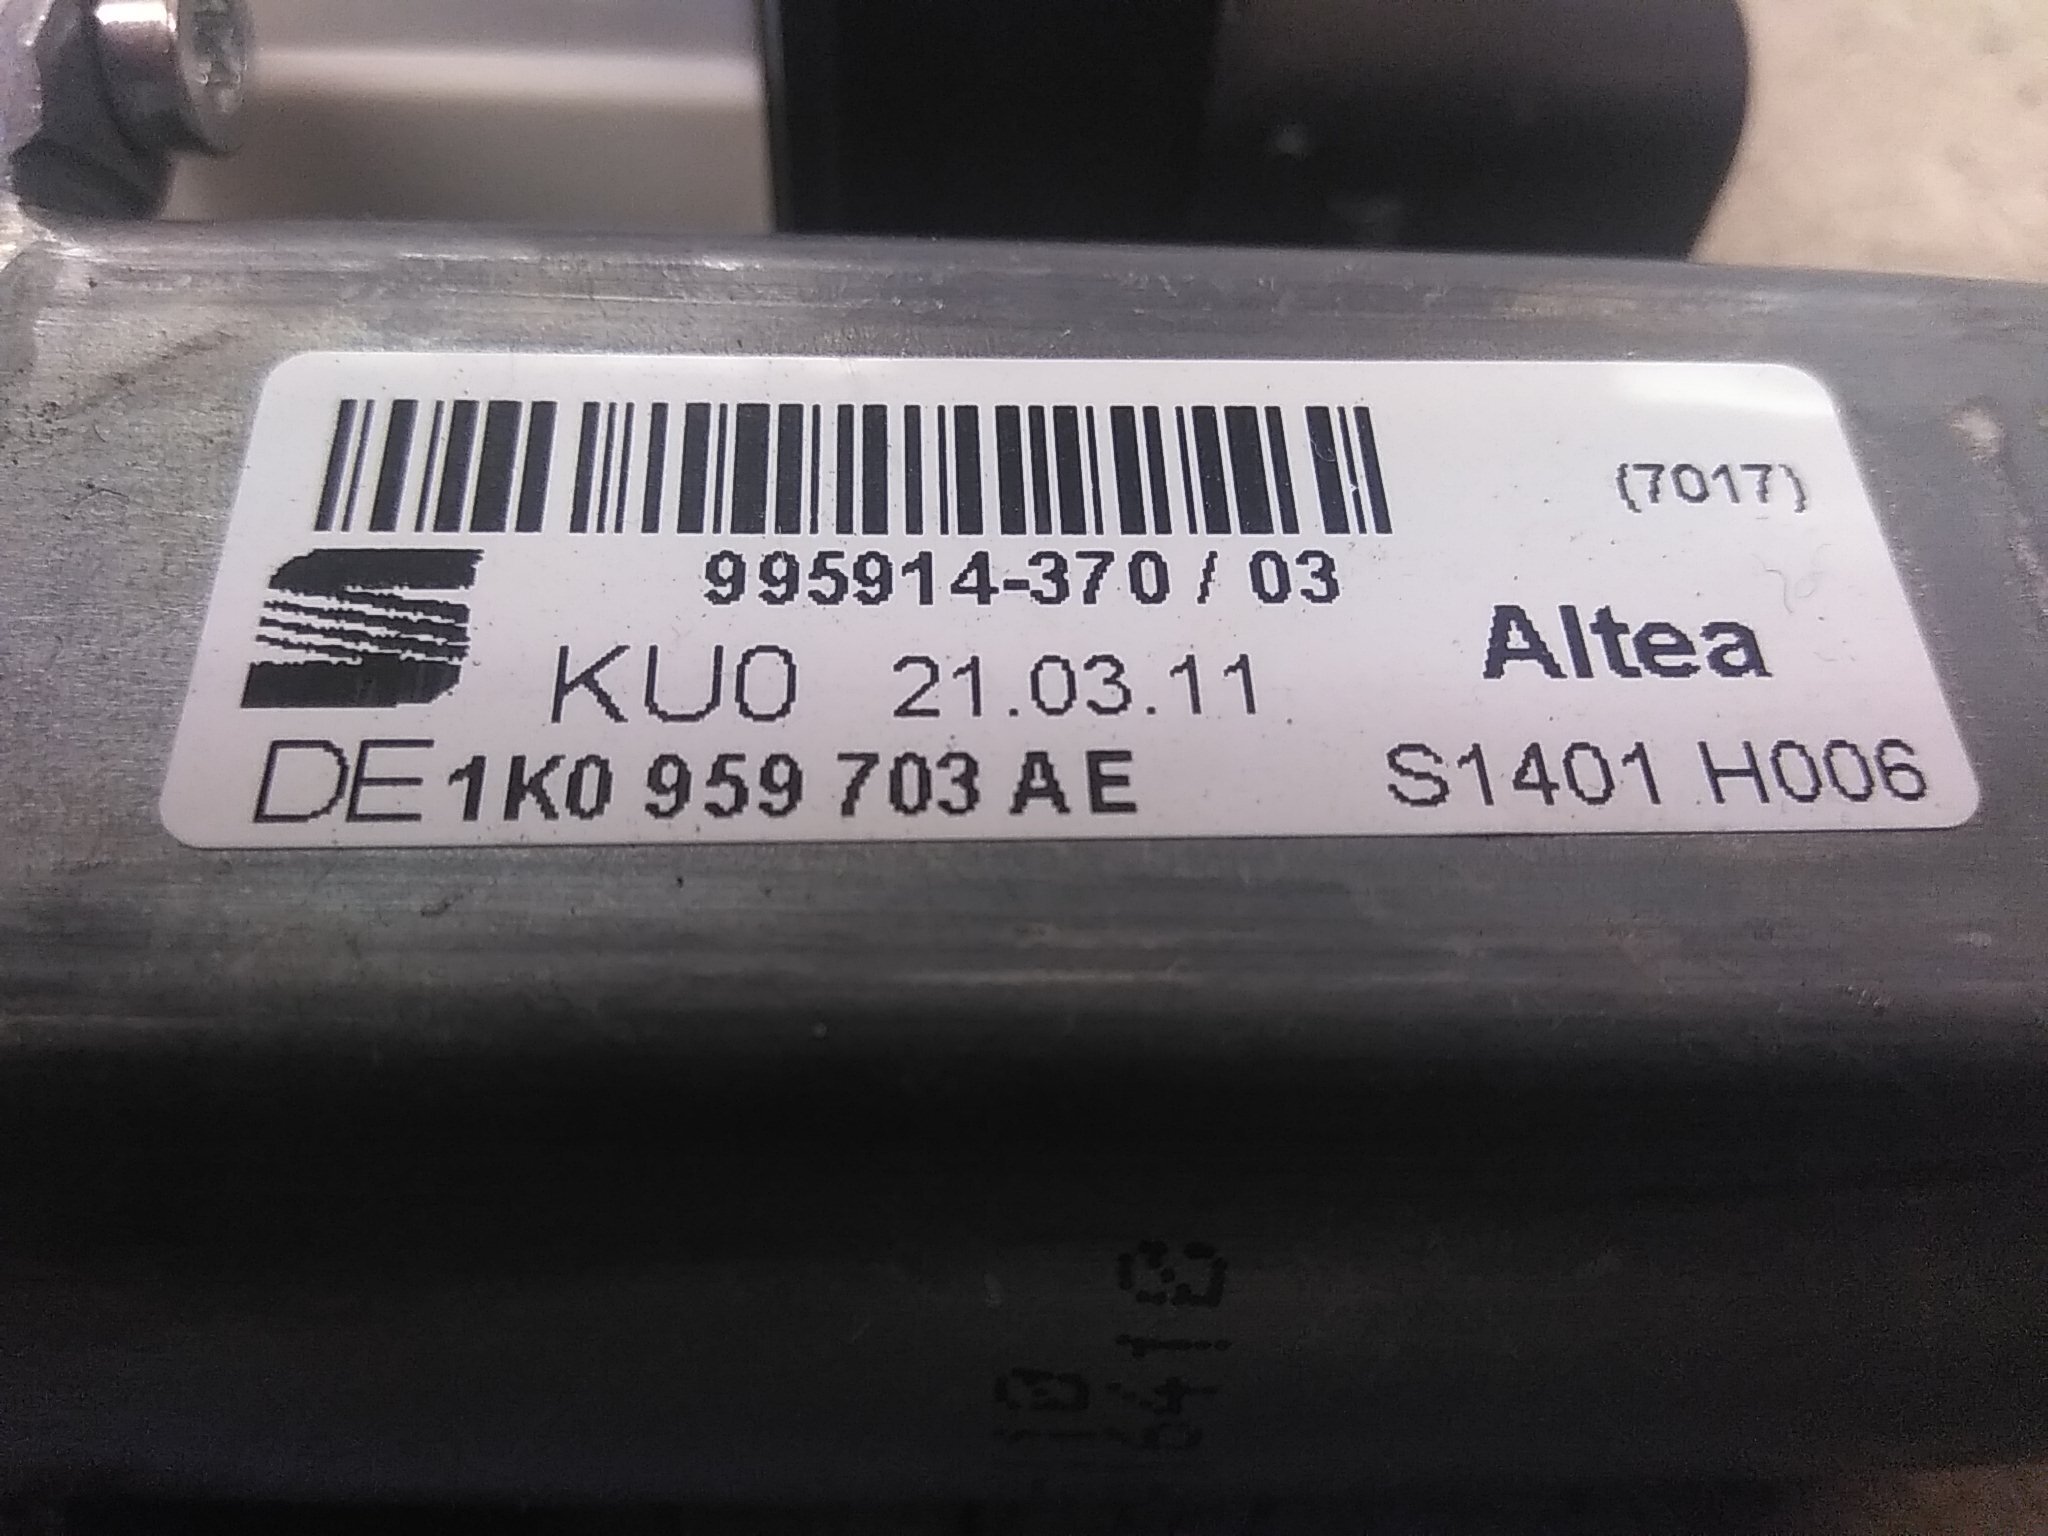 {7017}
995914-370 / 03
Altea
KU0 21.03.11
DE 1K0 959 703 AE S1401 H006